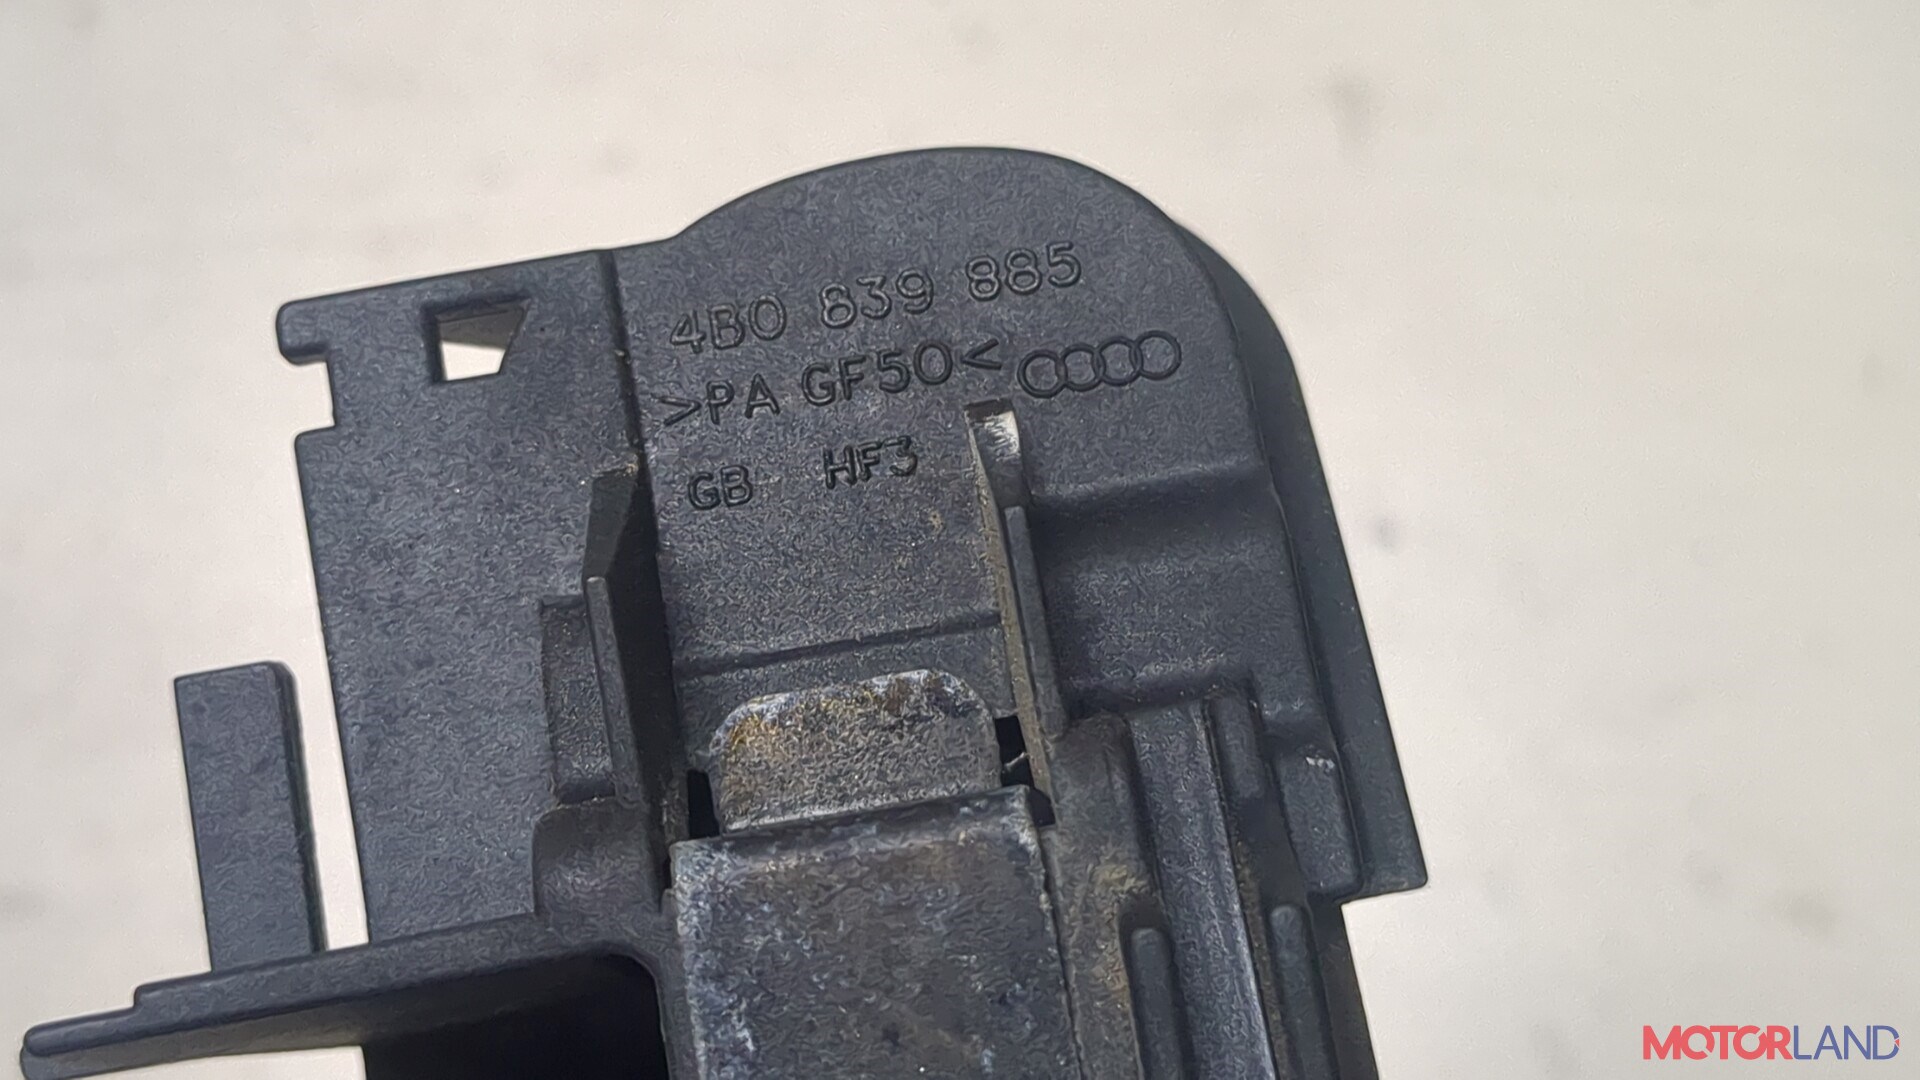 4B0 839 885
>PA GF50<
GB HF3
MOTORLAND